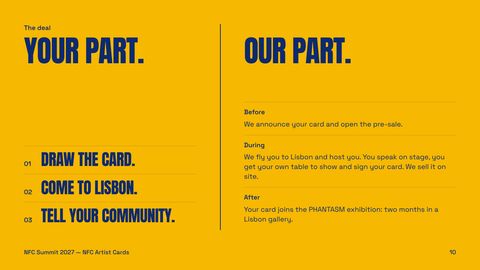 The deal
YOUR PART.
01 DRAW THE CARD.
02 COME TO LISBON.
03 TELL YOUR COMMUNITY.
OUR PART.
Before
We announce your card and open the pre-sale.
During
We fly you to Lisbon and host you. You speak on stage, you
get your own table to show and sign your card. We sell it on
site.
After
Your card joins the PHANTASM exhibition: two months in a
Lisbon gallery.
NFC Summit 2027 — NFC Artist Cards
10